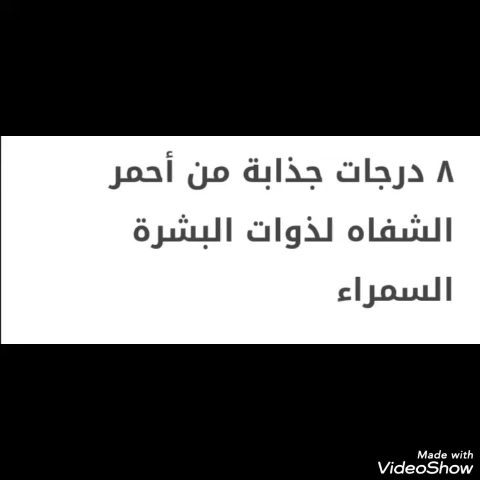 ٨ درجات جذابة من أحمر
الشفاه لذوات البشرة
السمراء
Made with
VideoShow